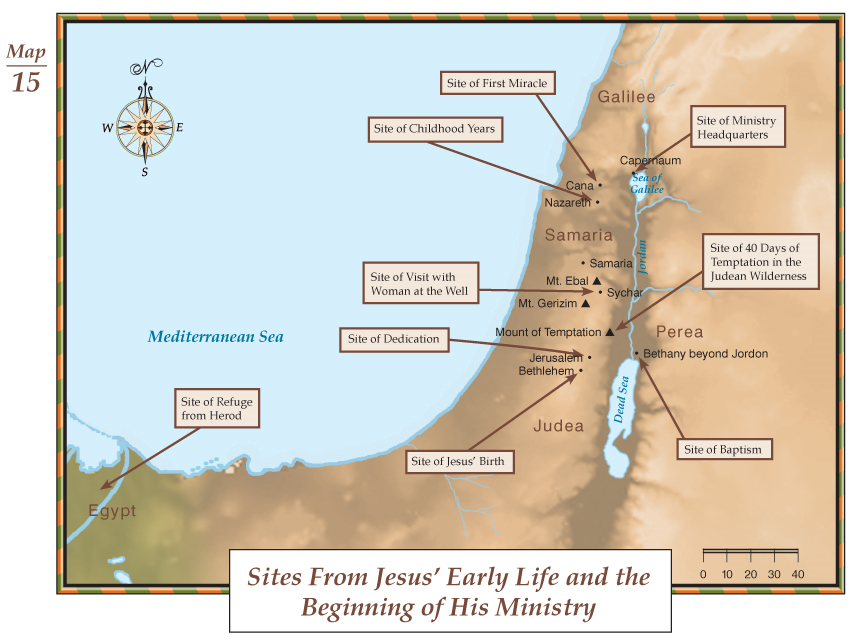 Map
15
N
W
E
S
Site of First Miracle
Galilee
Site of Childhood Years
Site of Ministry
Headquarters
Capernaum
Cana
Sea of
Galilee
Nazareth
Samaria
Jordan
Site of 40 Days of
Temptation in the
Judean Wilderness
Samaria
Site of Visit with
Woman at the Well
Mt. Ebal
Sychar
Mt. Gerizim
Mediterranean Sea
Site of Dedication
Mount of Temptation
Perea
Jerusalem
Bethany beyond Jordon
Bethlehem
Dead Sea
Site of Refuge
from Herod
Judea
Site of Jesus' Birth
Site of Baptism
Egypt
0 10 20 30 40
Sites From Jesus' Early Life and the
Beginning of His Ministry